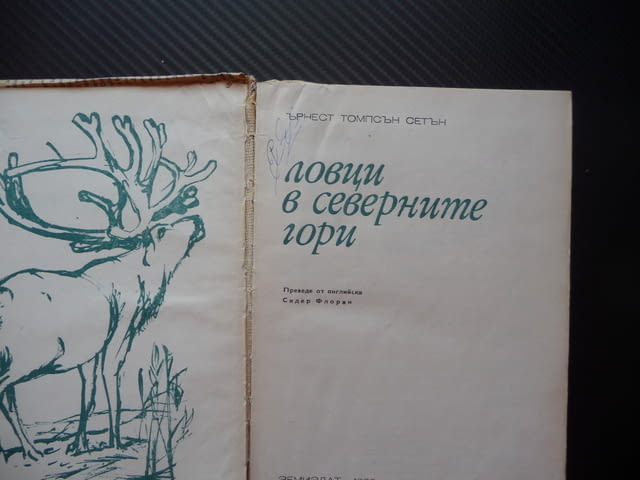 ЪРНЕСТ ТОМПСЪН СЕТЪН
ловци
в северните
гори
Преведе от английски
Сидер Флорин
ЗЕМИЗДАТ